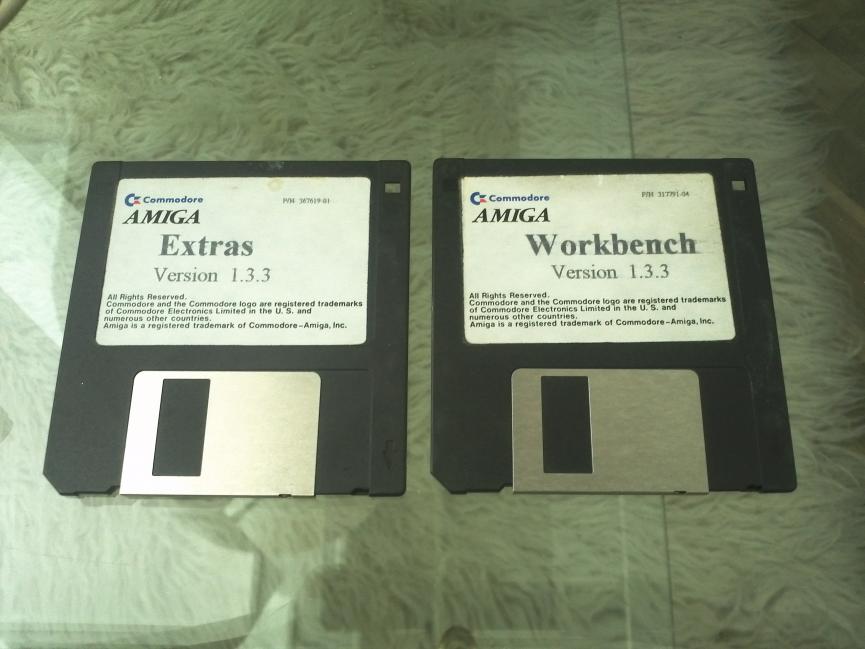 Commodore
P/N 367619-01
AMIGA
Extras
Version 1.3.3
All Rights Reserved.
Commodore and the Commodore logo are registered trademarks
of Commodore Electronics Limited in the U. S. and
numerous other countries.
Amiga is a registered trademark of Commodore-Amiga, Inc.
Commodore
P/N 317791-04
AMIGA
Workbench
Version 1.3.3
All Rights Reserved.
Commodore and the Commodore logo are registered trademarks
of Commodore Electronics Limited in the U. S. and
numerous other countries.
Amiga is a registered trademark of Commodore-Amiga, Inc.